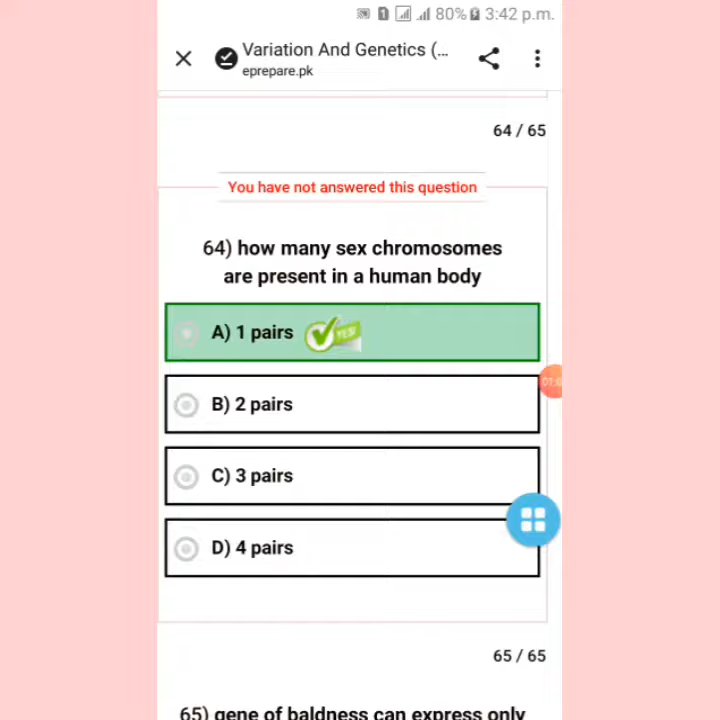 80% 3:42 p.m.
Variation And Genetics (...
eprepare.pk
64 / 65
You have not answered this question
64) how many sex chromosomes
are present in a human body
A) 1 pairs YES!
B) 2 pairs
C) 3 pairs
D) 4 pairs
65 / 65
65) gene of baldness can express only